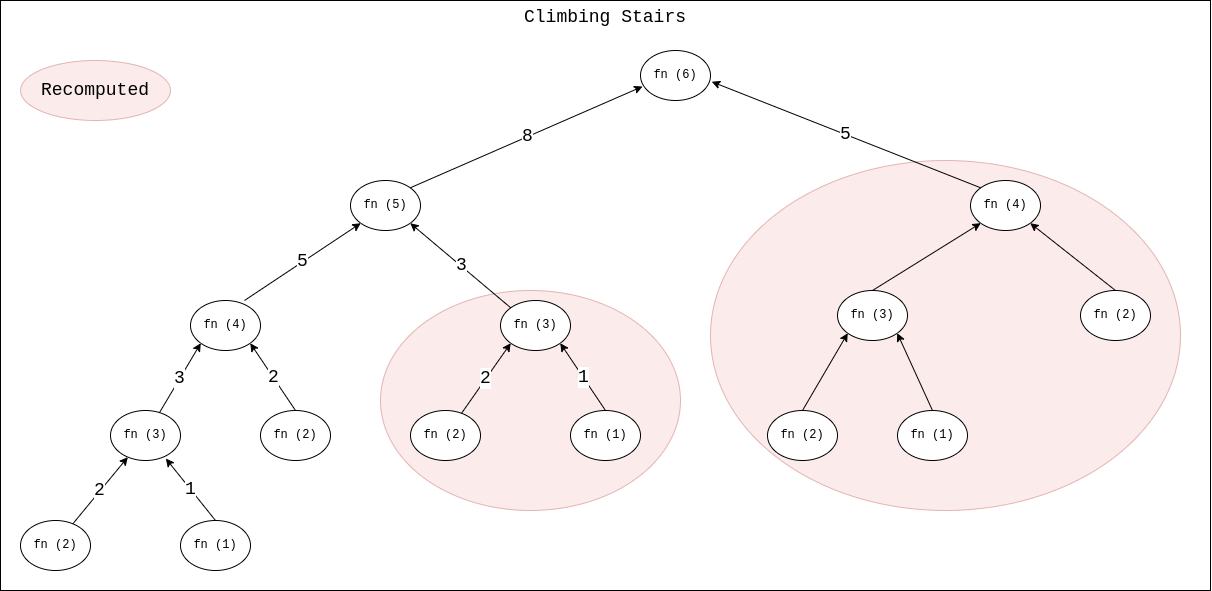 Climbing Stairs
fn (6)
Recomputed
8
5
fn (5)
fn (4)
5
3
fn (4)
fn (3)
fn (3)
fn (2)
3
2
2
1
fn (3)
fn (2)
fn (2)
fn (1)
fn (2)
fn (1)
2
1
fn (2)
fn (1)